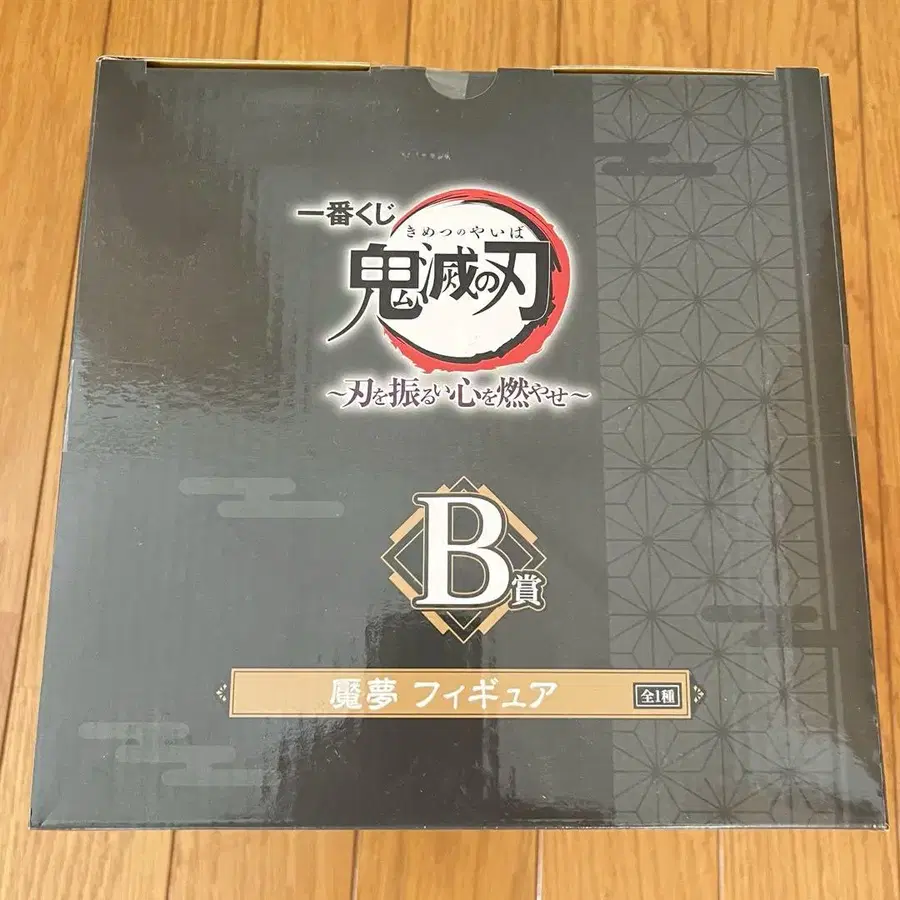 一番くじ
きめつのやいば
鬼滅の刃
~刃を振るい心を燃やせ~
B賞
魘夢 フィギュア
全1種